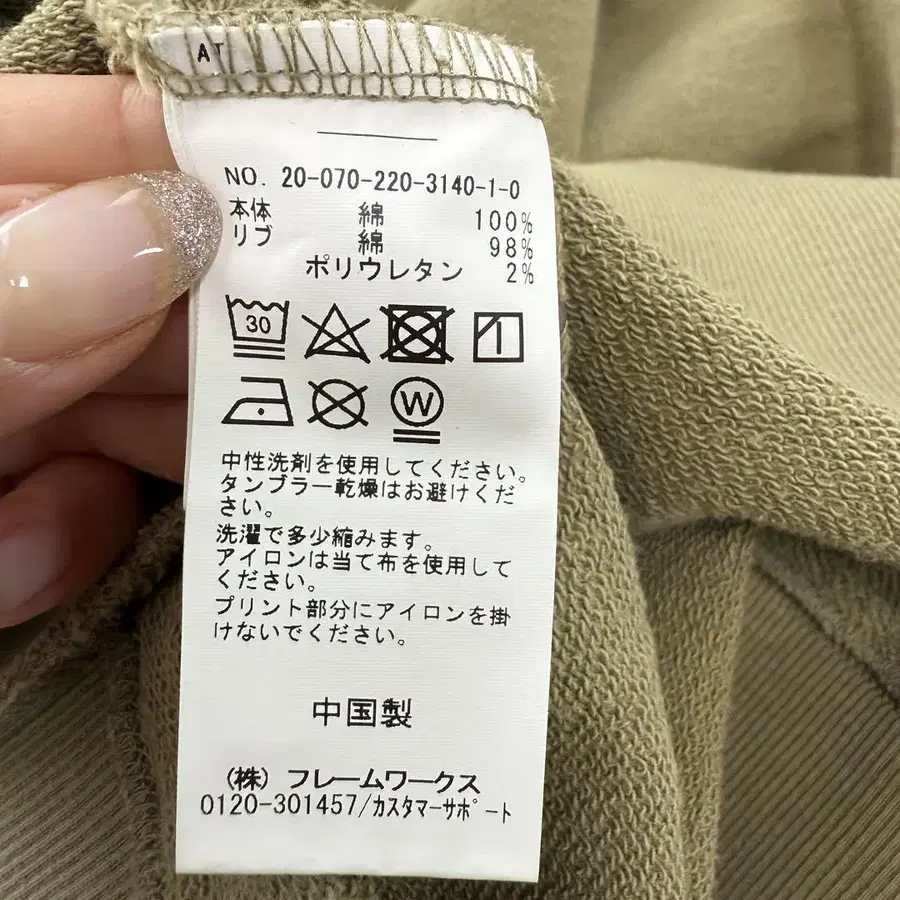 A
NO. 20-070-220-3140-1-0
本体 綿 100%
リブ 綿 98%
ポリウレタン 2%
30
W
中性洗剤を使用してください。
タンブラー乾燥はお避けくだ
さい。
洗濯で多少縮みます。
アイロンは当て布を使用して
ください。
プリント部分にアイロンを掛
けないでください。
中国製
(株) フレームワークス
0120-301457/カスタマーサポート